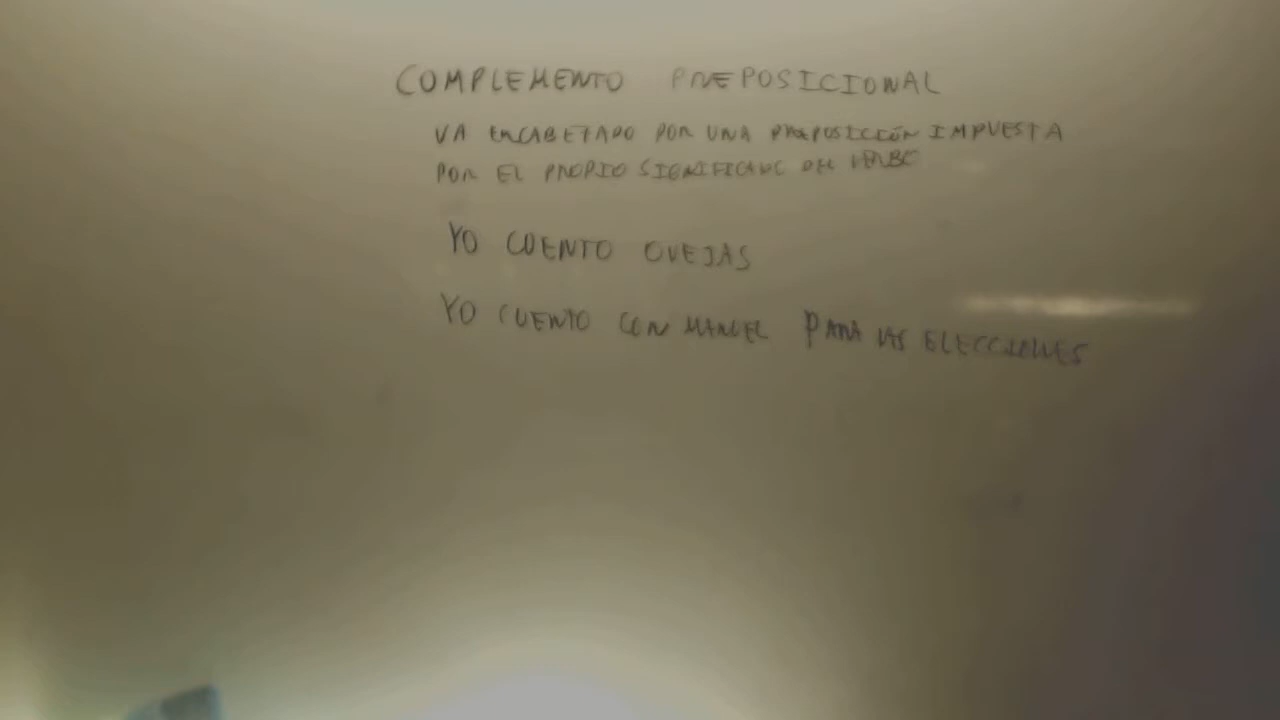 COMPLEMENTO PREPOSICIONAL
VA ENCABEZADO POR UNA PREPOSICIÓN IMPUESTA
POR EL PROPIO SIGNIFICADO DEL VERBO
YO CUENTO OVEJAS
YO CUENTO CON MANUEL PARA LAS ELECCIONES